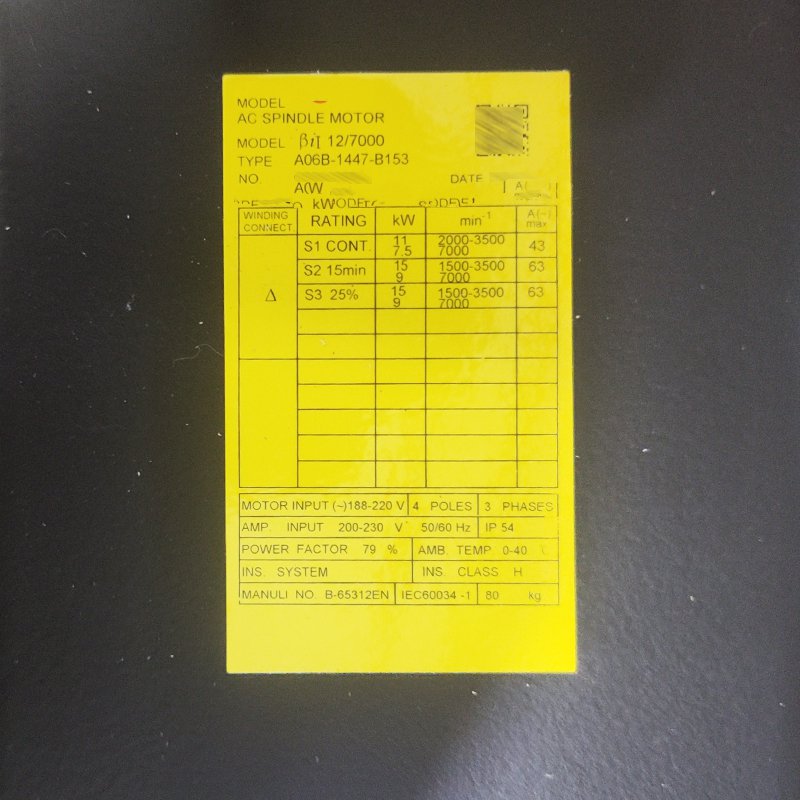 MODEL
AC SPINDLE MOTOR
MODEL βiI 12/7000
TYPE A06B-1447-B153
NO.
DATE
WINDING CONNECT RATING kW min-1 A(~) max
Δ
S1 CONT. 11 2000-3500 43
7.5 7000
S2 15min 15 1500-3500 63
9 7000
S3 25% 15 1500-3500 63
9 7000
MOTOR INPUT (~)188-220 V 4 POLES 3 PHASES
AMP. INPUT 200-230 V 50/60 Hz IP 54
POWER FACTOR 79 % AMB. TEMP. 0-40 C
INS. SYSTEM INS. CLASS H
MANULI NO. B-65312EN IEC60034 -1 80 kg